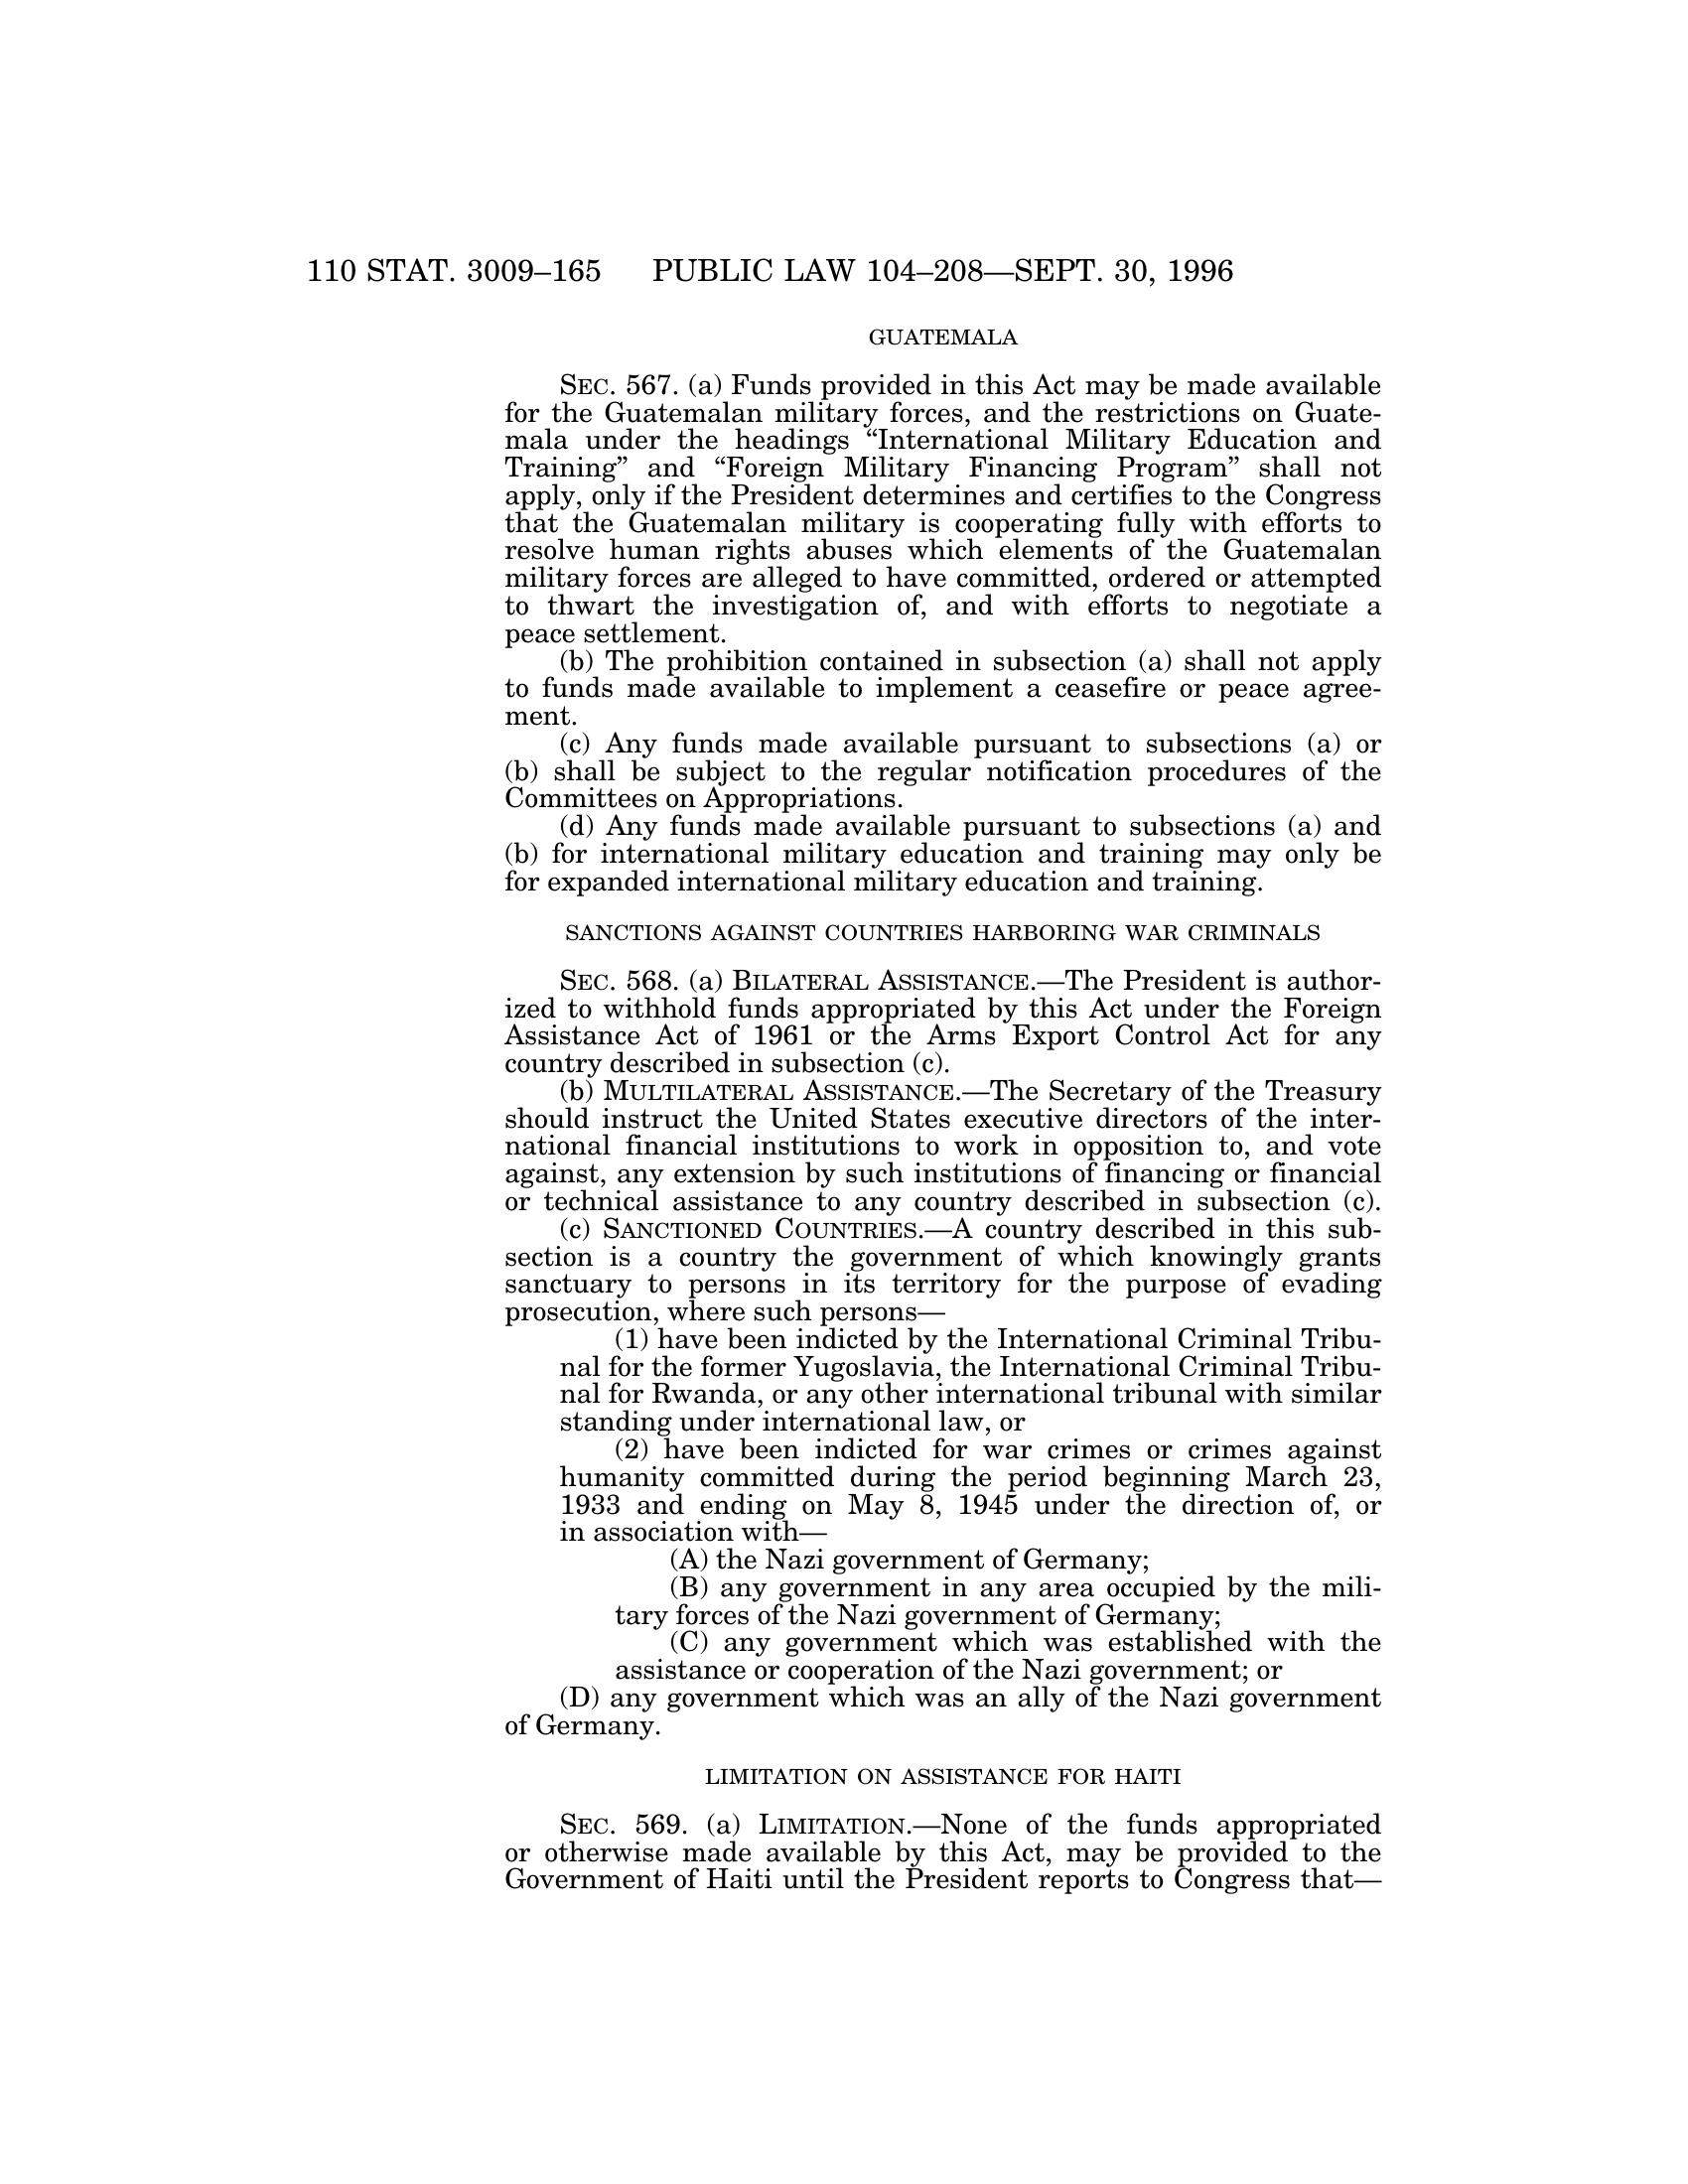 110 STAT. 3009–165 PUBLIC LAW 104–208—SEPT. 30, 1996
GUATEMALA
SEC. 567. (a) Funds provided in this Act may be made available
for the Guatemalan military forces, and the restrictions on Guate-
mala under the headings “International Military Education and
Training” and “Foreign Military Financing Program” shall not
apply, only if the President determines and certifies to the Congress
that the Guatemalan military is cooperating fully with efforts to
resolve human rights abuses which elements of the Guatemalan
military forces are alleged to have committed, ordered or attempted
to thwart the investigation of, and with efforts to negotiate a
peace settlement.
(b) The prohibition contained in subsection (a) shall not apply
to funds made available to implement a ceasefire or peace agree-
ment.
(c) Any funds made available pursuant to subsections (a) or
(b) shall be subject to the regular notification procedures of the
Committees on Appropriations.
(d) Any funds made available pursuant to subsections (a) and
(b) for international military education and training may only be
for expanded international military education and training.
SANCTIONS AGAINST COUNTRIES HARBORING WAR CRIMINALS
SEC. 568. (a) BILATERAL ASSISTANCE.—The President is author-
ized to withhold funds appropriated by this Act under the Foreign
Assistance Act of 1961 or the Arms Export Control Act for any
country described in subsection (c).
(b) MULTILATERAL ASSISTANCE.—The Secretary of the Treasury
should instruct the United States executive directors of the inter-
national financial institutions to work in opposition to, and vote
against, any extension by such institutions of financing or financial
or technical assistance to any country described in subsection (c).
(c) SANCTIONED COUNTRIES.—A country described in this sub-
section is a country the government of which knowingly grants
sanctuary to persons in its territory for the purpose of evading
prosecution, where such persons—
(1) have been indicted by the International Criminal Tribu-
nal for the former Yugoslavia, the International Criminal Tribu-
nal for Rwanda, or any other international tribunal with similar
standing under international law, or
(2) have been indicted for war crimes or crimes against
humanity committed during the period beginning March 23,
1933 and ending on May 8, 1945 under the direction of, or
in association with—
(A) the Nazi government of Germany;
(B) any government in any area occupied by the mili-
tary forces of the Nazi government of Germany;
(C) any government which was established with the
assistance or cooperation of the Nazi government; or
(D) any government which was an ally of the Nazi government
of Germany.
LIMITATION ON ASSISTANCE FOR HAITI
SEC. 569. (a) LIMITATION.—None of the funds appropriated
or otherwise made available by this Act, may be provided to the
Government of Haiti until the President reports to Congress that—